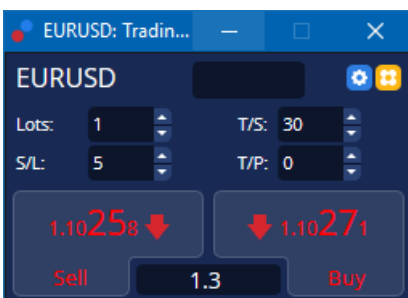 EURUSD: Tradin...
EURUSD
Lots: 1 T/S: 30
S/L: 5 T/P: 0
1.10258 1.10271
Sell 1.3 Buy